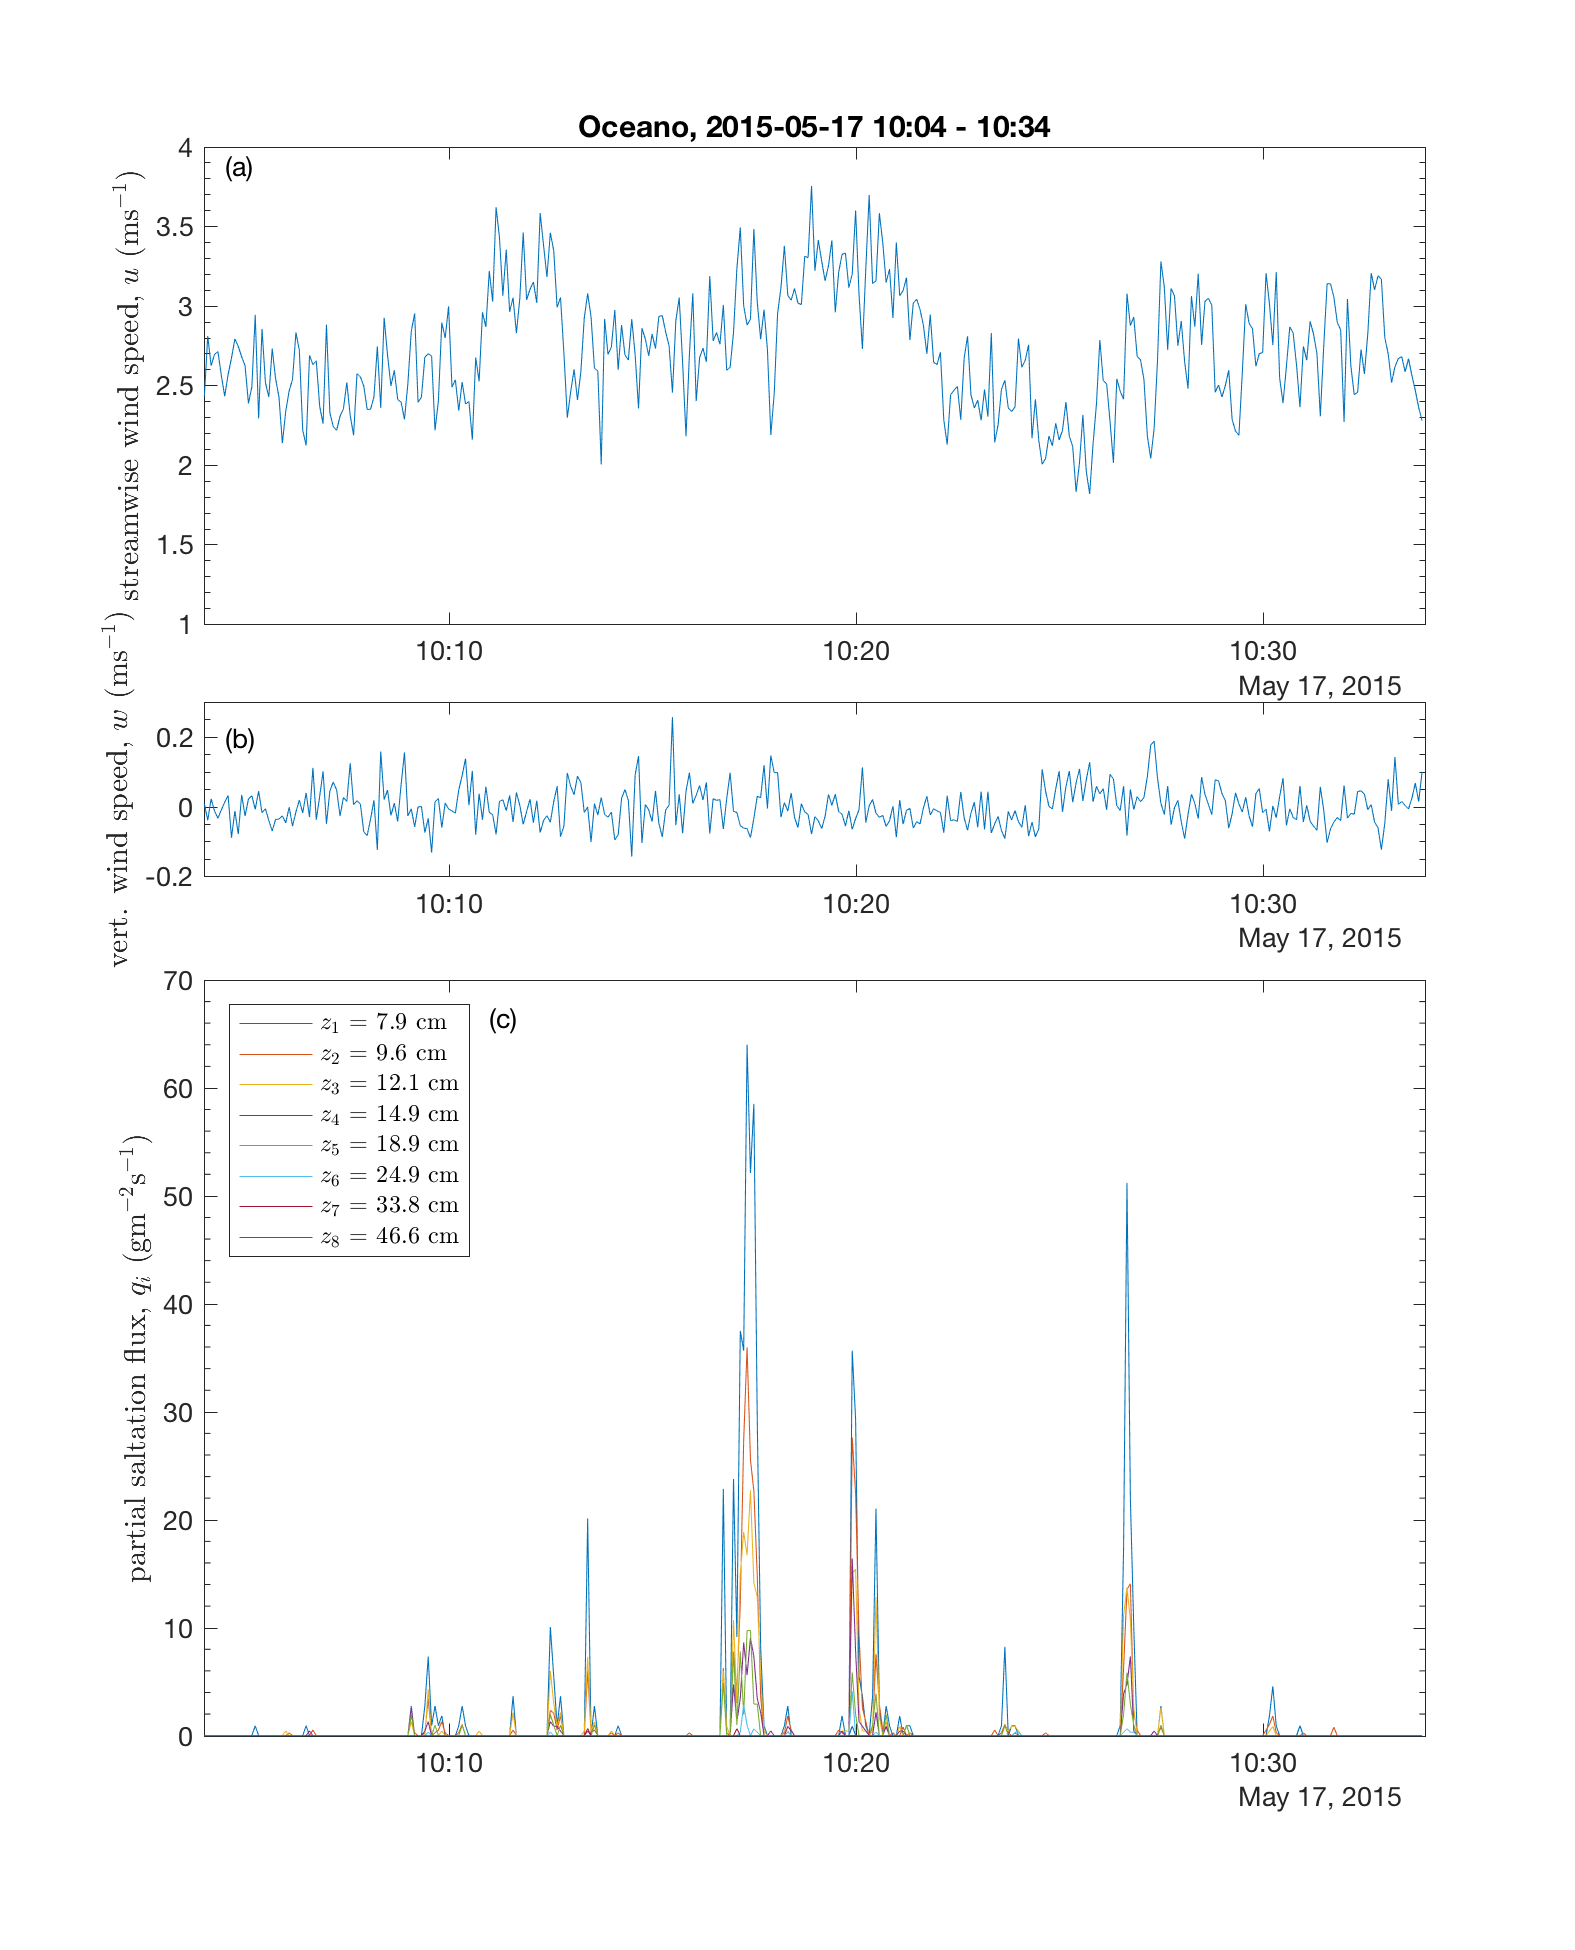 Oceano, 2015-05-17 10:04 - 10:34
(a)
streamwise wind speed, u (ms⁻¹)
4
3.5
3
2.5
2
1.5
1
10:10 10:20 10:30
May 17, 2015
(b)
vert. wind speed, w (ms⁻¹)
0.2
0
-0.2
10:10 10:20 10:30
May 17, 2015
(c)
partial saltation flux, qᵢ (gm⁻²s⁻¹)
70
60
50
40
30
20
10
0
z₁ = 7.9 cm
z₂ = 9.6 cm
z₃ = 12.1 cm
z₄ = 14.9 cm
z₅ = 18.9 cm
z₆ = 24.9 cm
z₇ = 33.8 cm
z₈ = 46.6 cm
10:10 10:20 10:30
May 17, 2015